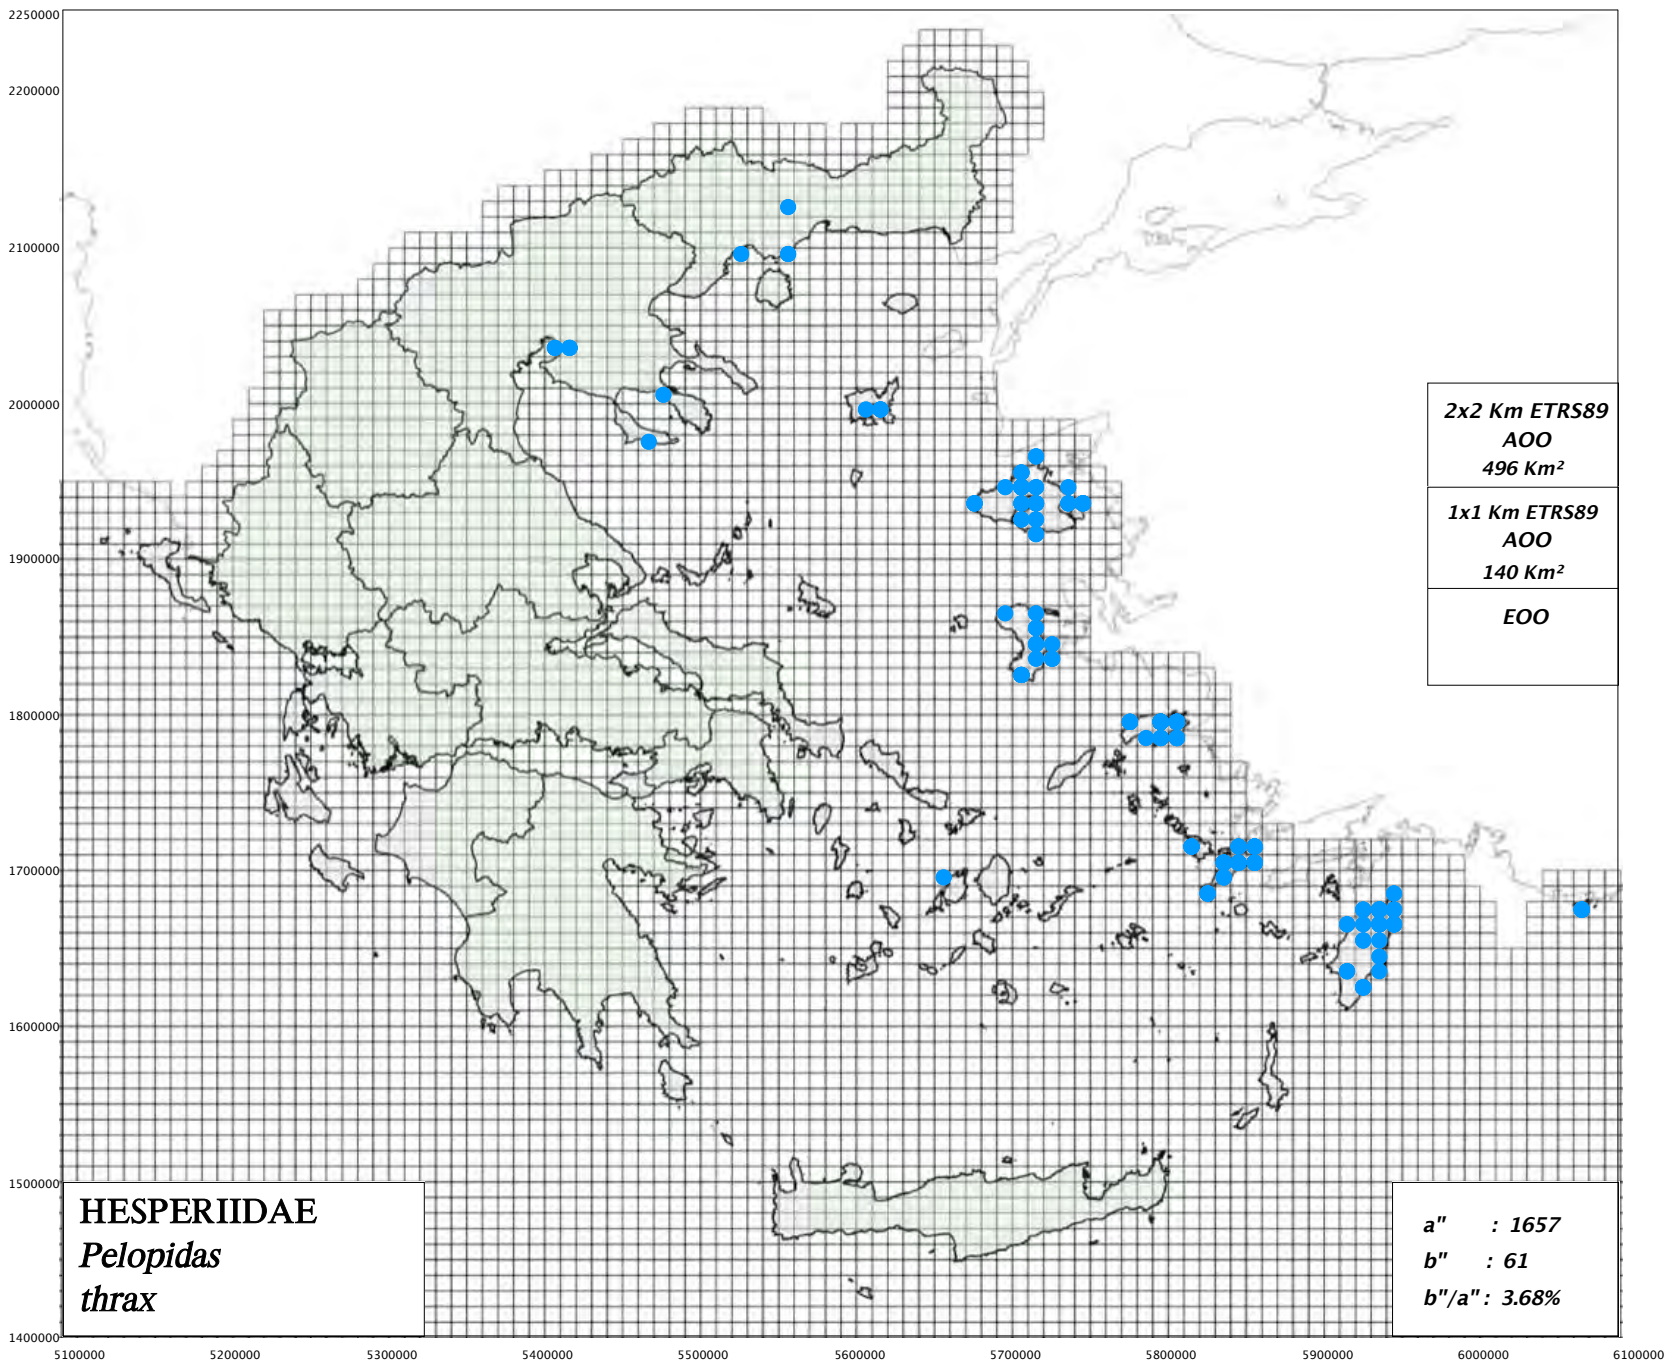 2250000
2200000
2100000
2000000
1900000
1800000
1700000
1600000
1500000
1400000
2x2 Km ETRS89
AOO
496 Km²
1x1 Km ETRS89
AOO
140 Km²
EOO
HESPERIIDAE
Pelopidas
thrax
a" : 1657
b" : 61
b"/a" : 3.68%
5100000 5200000 5300000 5400000 5500000 5600000 5700000 5800000 5900000 6000000 6100000